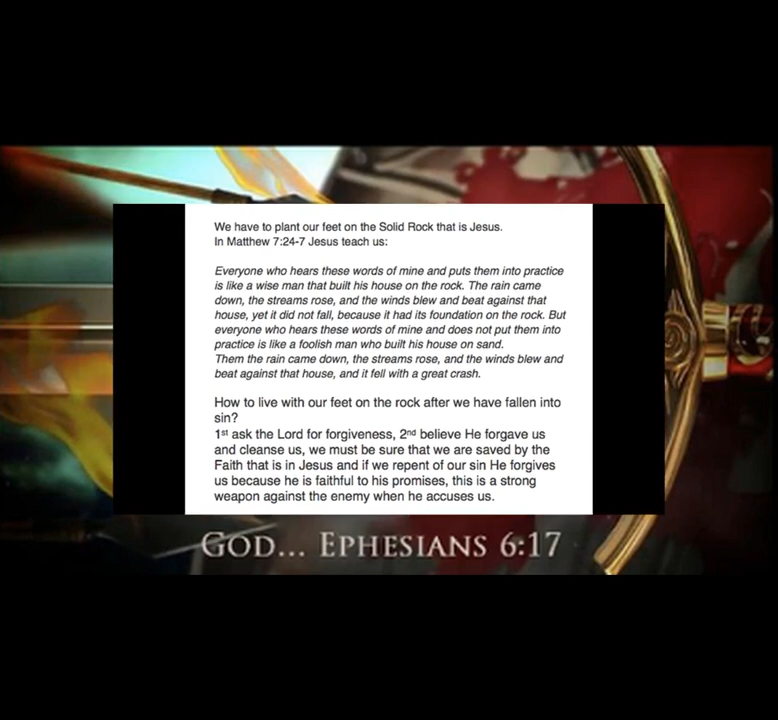 We have to plant our feet on the Solid Rock that is Jesus.
In Matthew 7:24-7 Jesus teach us:
Everyone who hears these words of mine and puts them into practice
is like a wise man that built his house on the rock. The rain came
down, the streams rose, and the winds blew and beat against that
house, yet it did not fall, because it had its foundation on the rock. But
everyone who hears these words of mine and does not put them into
practice is like a foolish man who built his house on sand.
Them the rain came down, the streams rose, and the winds blew and
beat against that house, and it fell with a great crash.
How to live with our feet on the rock after we have fallen into
sin?
1st ask the Lord for forgiveness, 2nd believe He forgave us
and cleanse us, we must be sure that we are saved by the
Faith that is in Jesus and if we repent of our sin He forgives
us because he is faithful to his promises, this is a strong
weapon against the enemy when he accuses us.
GOD... EPHESIANS 6:17